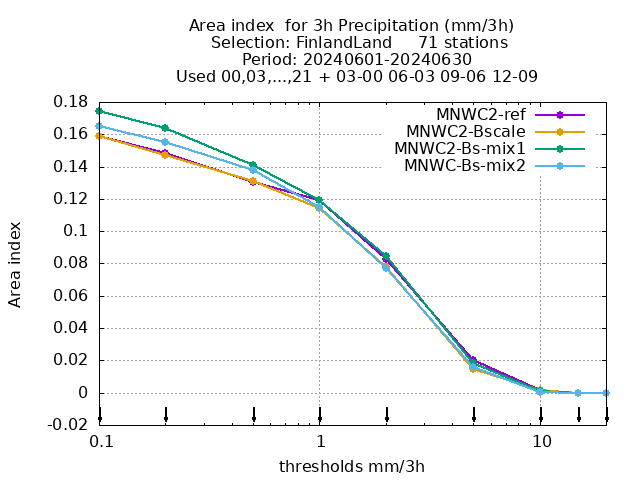 Area index  for 3h Precipitation (mm/3h)
Selection: FinlandLand     71 stations
Period: 20240601-20240630
Used 00,03,...,21 + 03-00 06-03 09-06 12-09
MNWC2-ref
MNWC2-Bscale
MNWC2-Bs-mix1
MNWC-Bs-mix2
0.18
0.16
0.14
0.12
0.1
0.08
0.06
0.04
0.02
0
-0.02
Area index
0.1 1 10
thresholds mm/3h